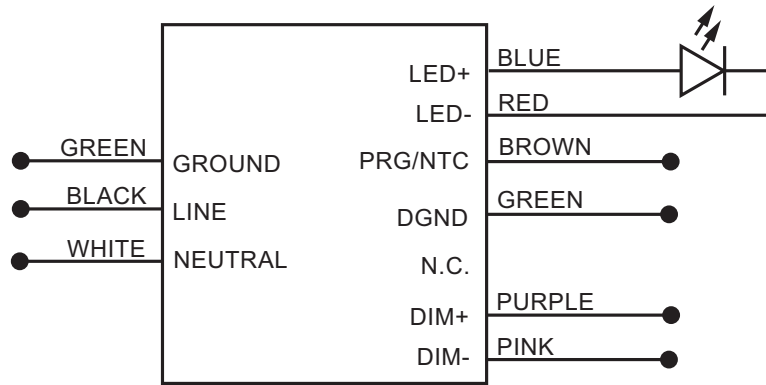 BLUE
LED+
RED
LED-
GREEN
GROUND
PRG/NTC
BROWN
BLACK
LINE
DGND
GREEN
WHITE
NEUTRAL
N.C.
DIM+
PURPLE
DIM-
PINK